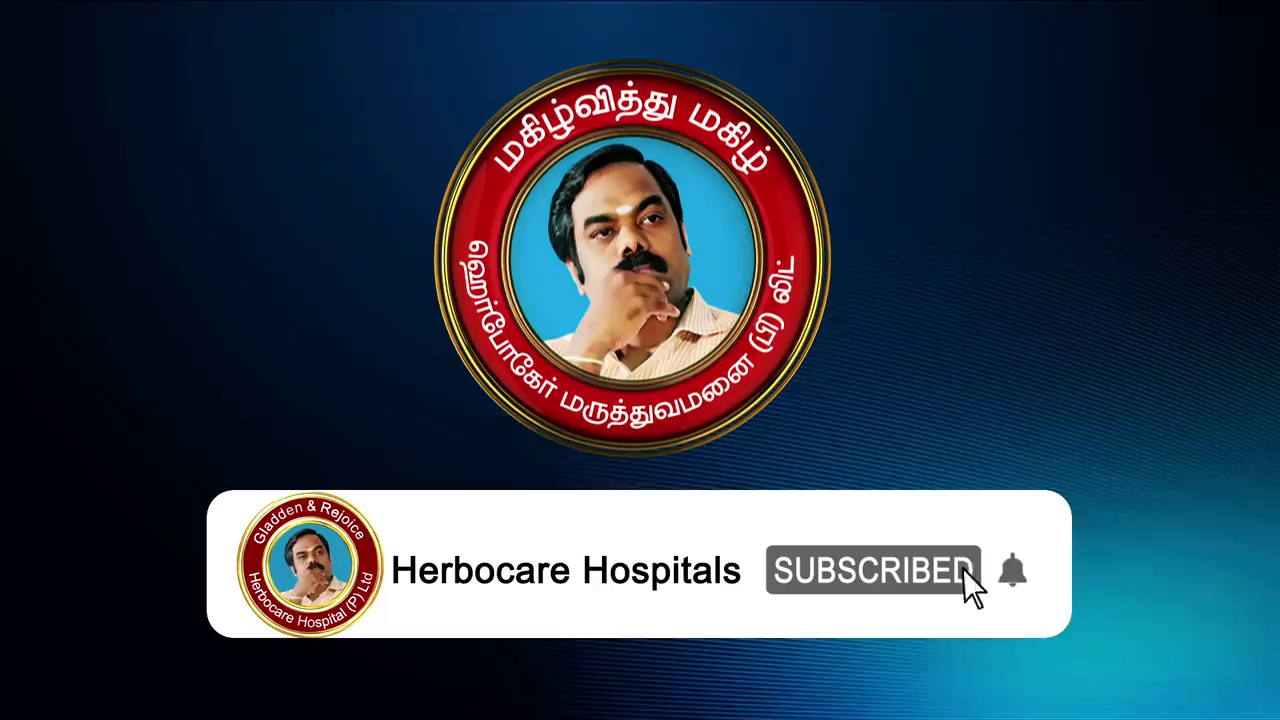 மகிழ்வித்து மகிழ்
ஹெர்போகேர் மருத்துவமனை (பி) லிட்
Gladden & Rejoice
Herbocare Hospital (P) Ltd
Herbocare Hospitals
SUBSCRIBED